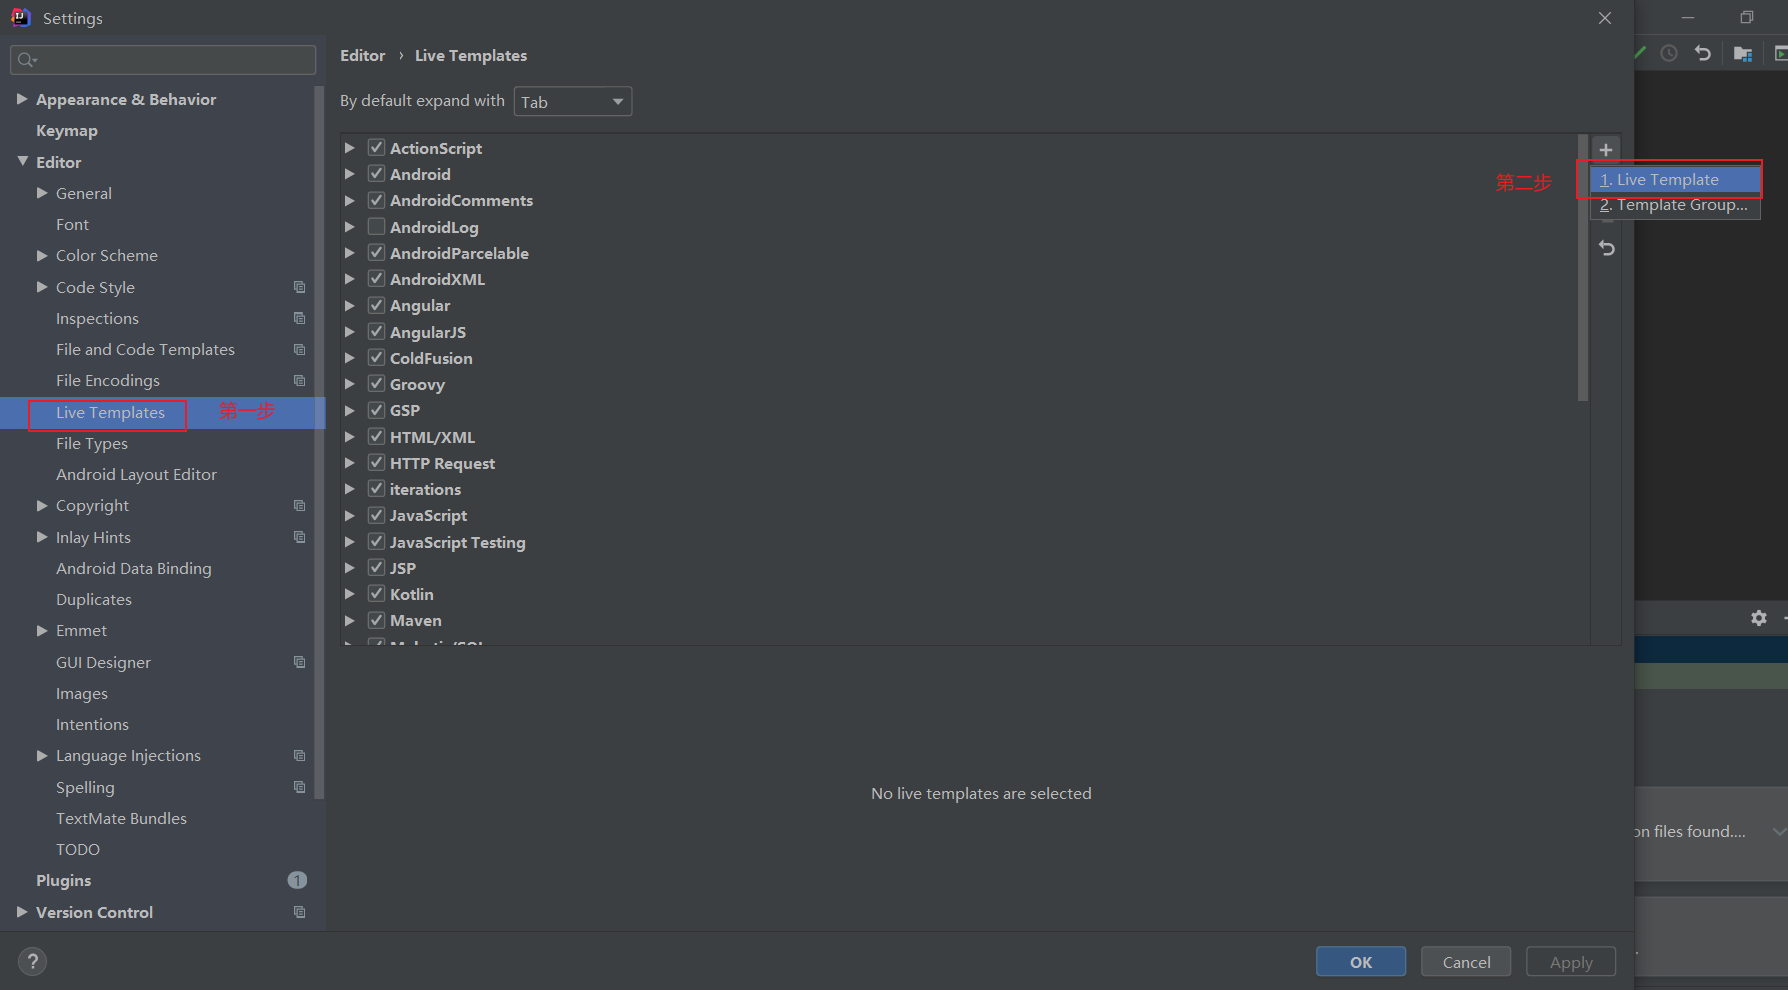 Settings
Appearance & Behavior
Keymap
Editor
General
Font
Color Scheme
Code Style
Inspections
File and Code Templates
File Encodings
Live Templates 第一步
File Types
Android Layout Editor
Copyright
Inlay Hints
Android Data Binding
Duplicates
Emmet
GUI Designer
Images
Intentions
Language Injections
Spelling
TextMate Bundles
TODO
Plugins 1
Version Control
?
Editor › Live Templates
By default expand with Tab
ActionScript
Android
AndroidComments
AndroidLog
AndroidParcelable
AndroidXML
Angular
AngularJS
ColdFusion
Groovy
GSP
HTML/XML
HTTP Request
iterations
JavaScript
JavaScript Testing
JSP
Kotlin
Maven
第二步
1. Live Template
2. Template Group...
No live templates are selected
on files found....
OK Cancel Apply